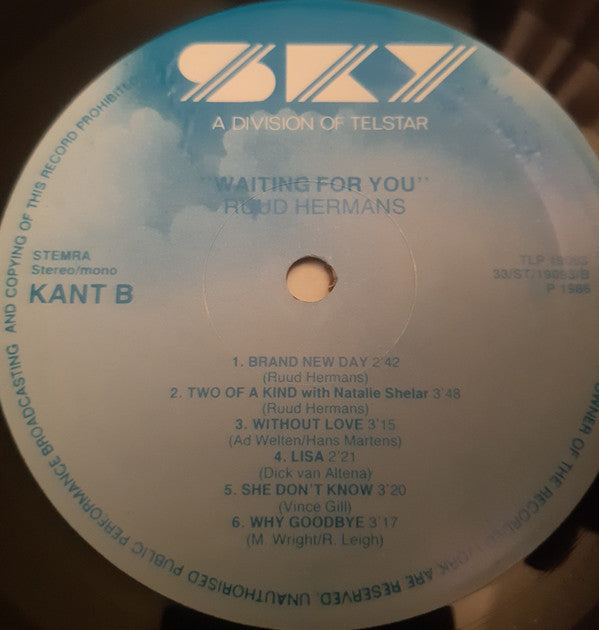 SKY
A DIVISION OF TELSTAR
"WAITING FOR YOU"
RUUD HERMANS
STEMRA
Stereo/mono
KANT B
TLP 19093
33/ST/19093/B
P 1986
1. BRAND NEW DAY 2'42
(Ruud Hermans)
2. TWO OF A KIND with Natalie Shelar 3'48
(Ruud Hermans)
3. WITHOUT LOVE 3'15
(Ad Welten/Hans Martens)
4. LISA 2'21
(Dick van Altena)
5. SHE DON'T KNOW 3'20
(Vince Gill)
6. WHY GOODBYE 3'17
(M. Wright/R. Leigh)
OWNER OF THE RECORDED WORK ARE RESERVED. UNAUTHORISED PUBLIC PERFORMANCE BROADCASTING AND COPYING OF THIS RECORD PROHIBITED